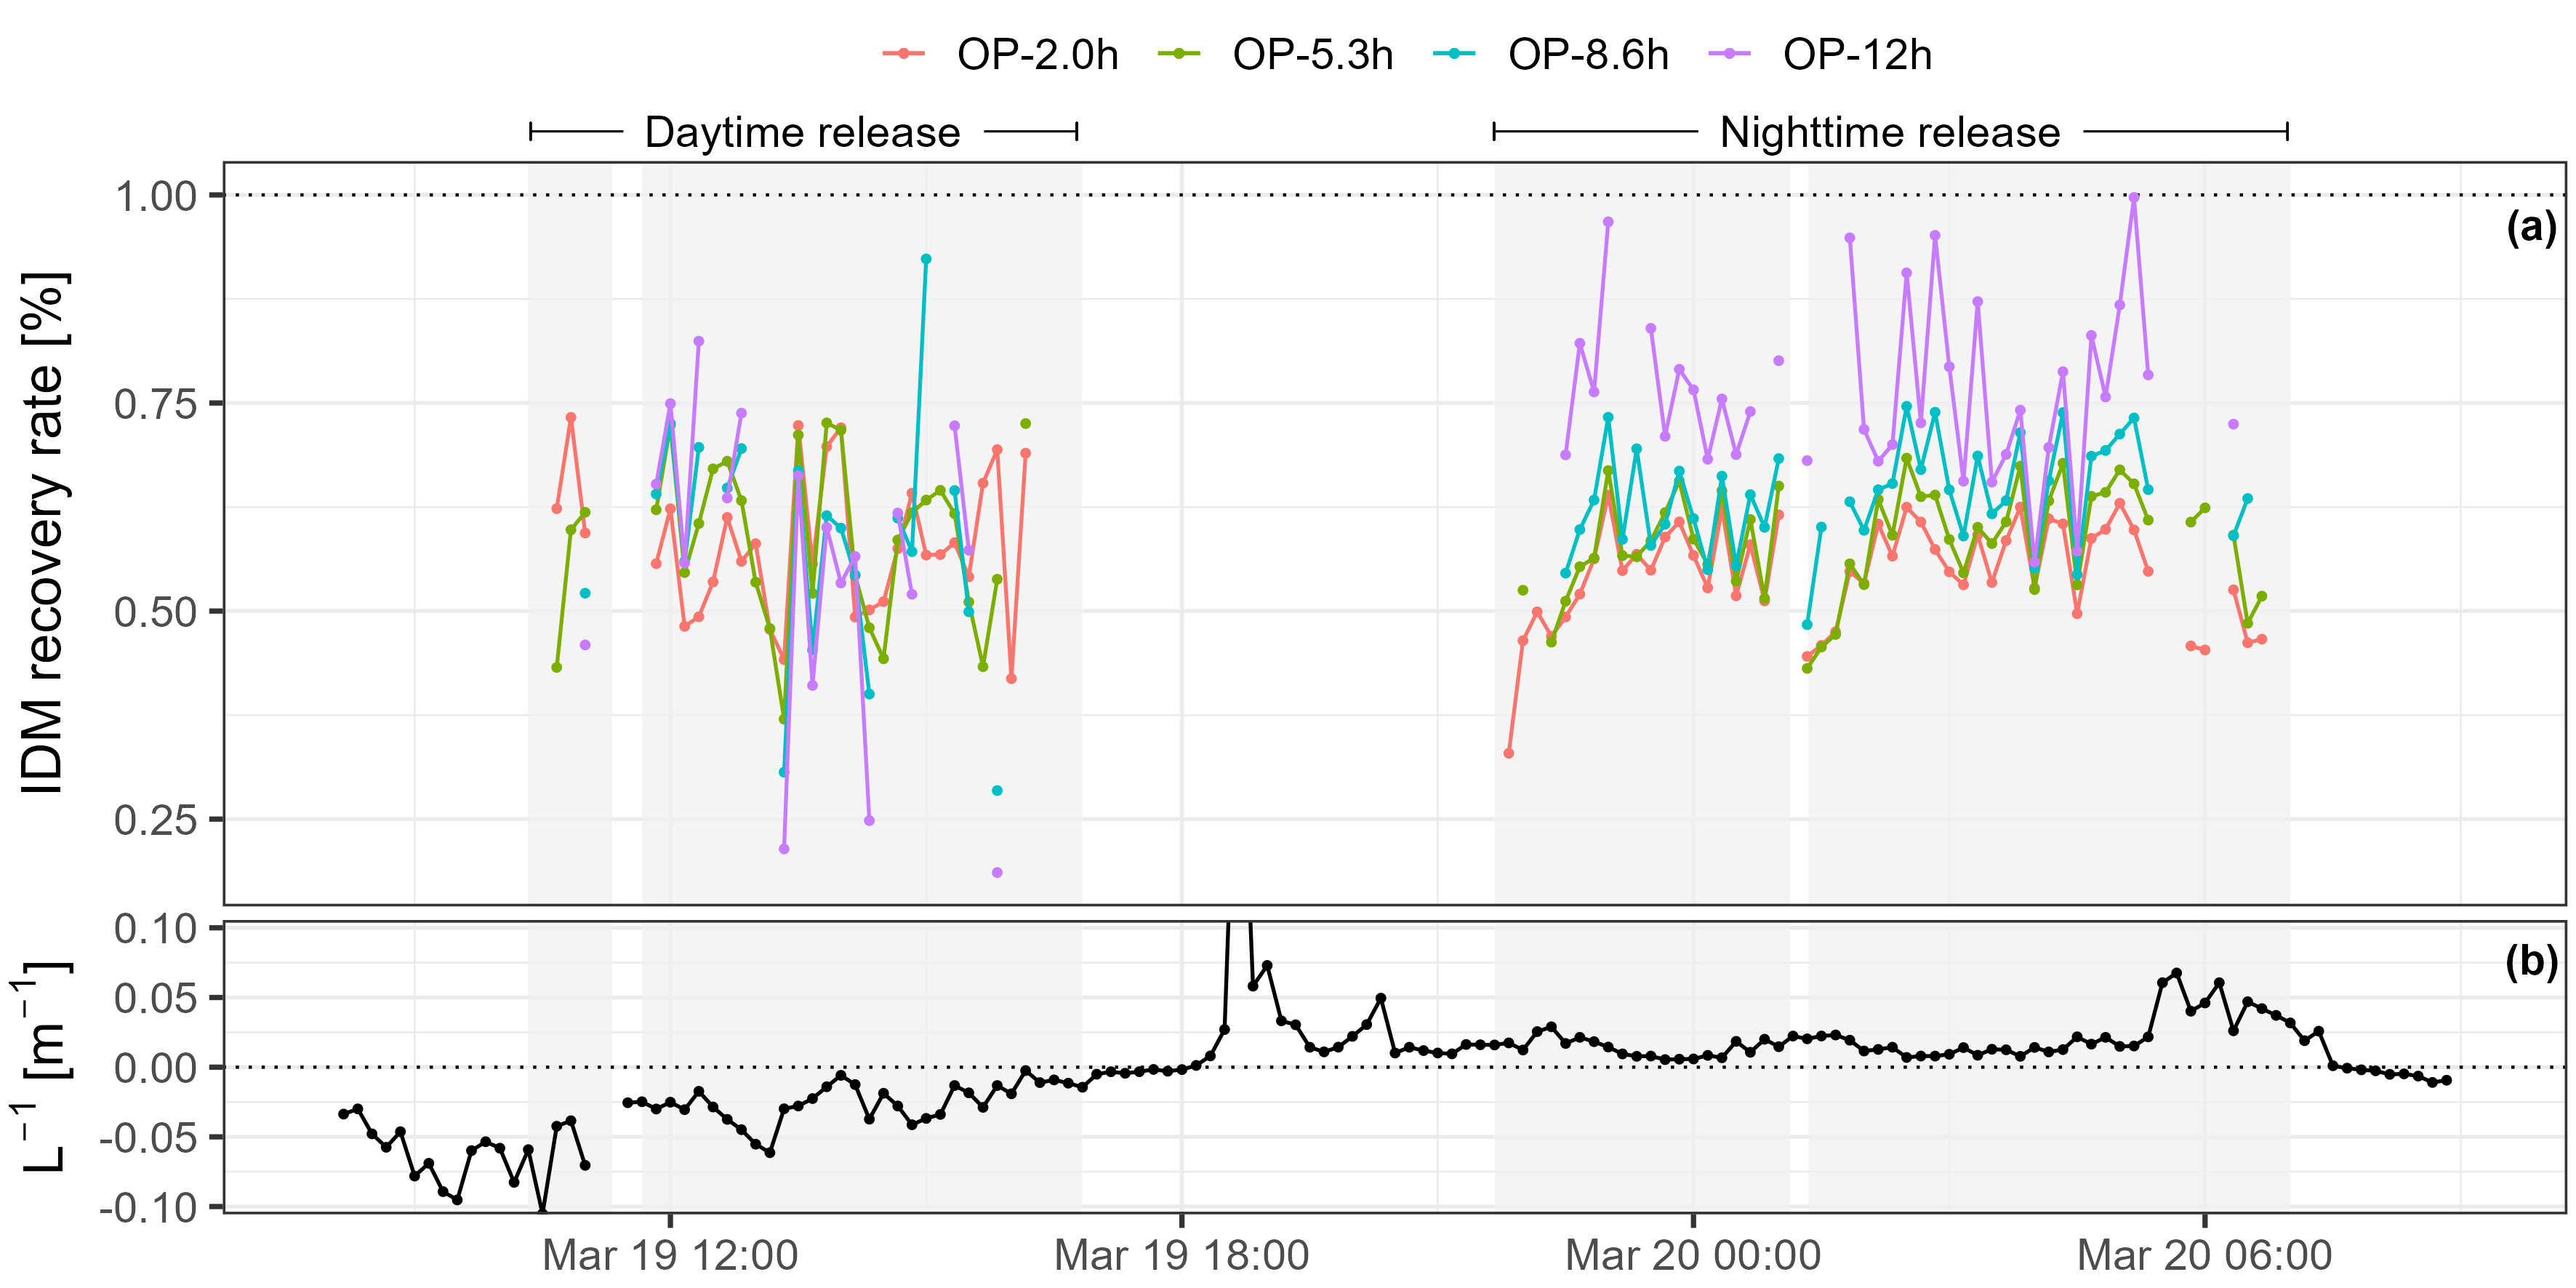 OP-2.0h OP-5.3h OP-8.6h OP-12h
Daytime release Nighttime release
IDM recovery rate [%]
1.00
0.75
0.50
0.25
(a)
L⁻¹ [m⁻¹]
0.10
0.05
0.00
-0.05
-0.10
(b)
Mar 19 12:00 Mar 19 18:00 Mar 20 00:00 Mar 20 06:00